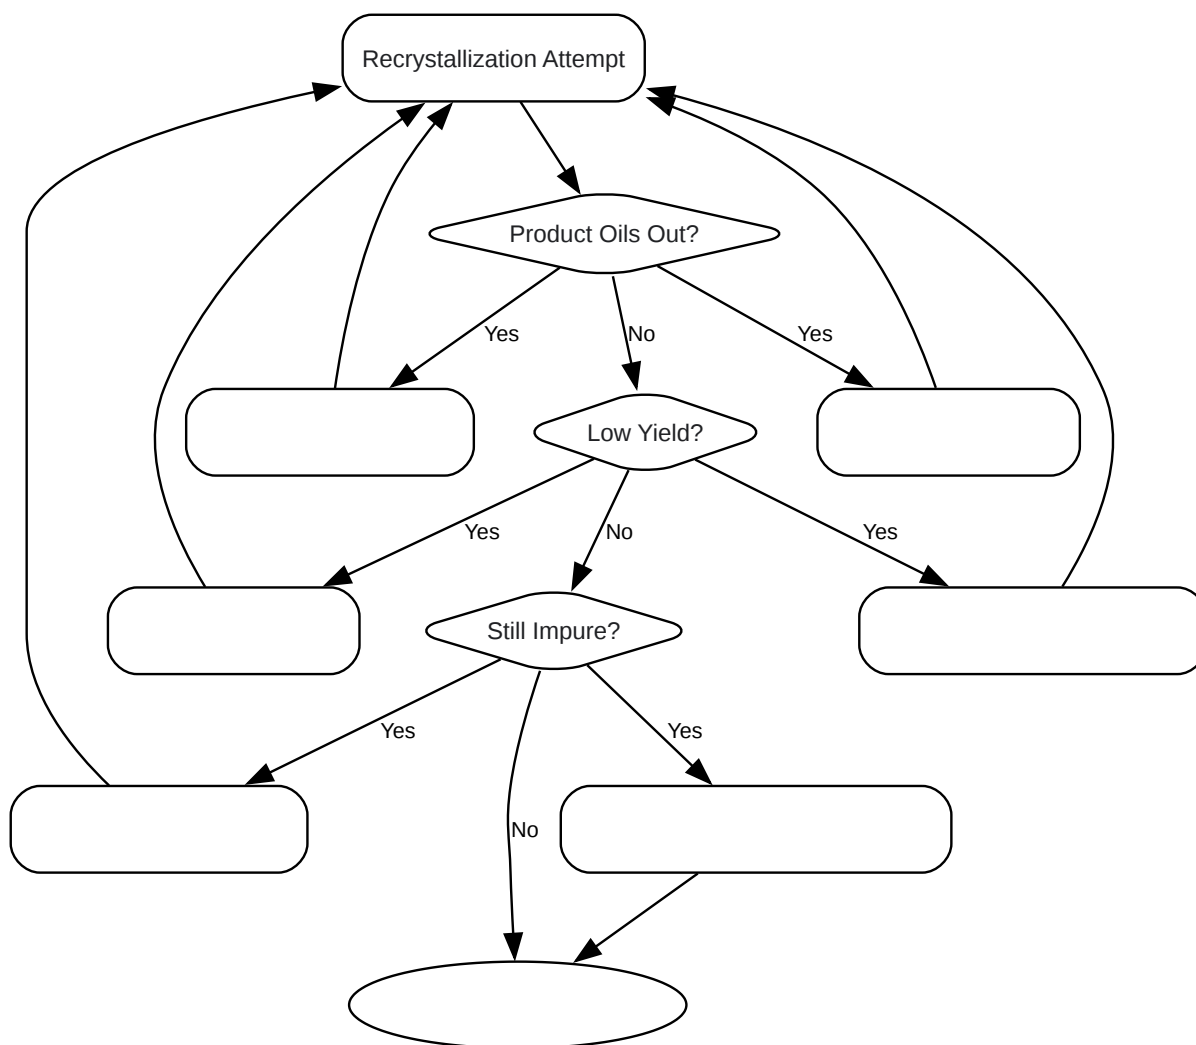 Recrystallization Attempt
Product Oils Out?
Yes
No
Yes
Low Yield?
Yes
No
Yes
Still Impure?
Yes
Yes
No